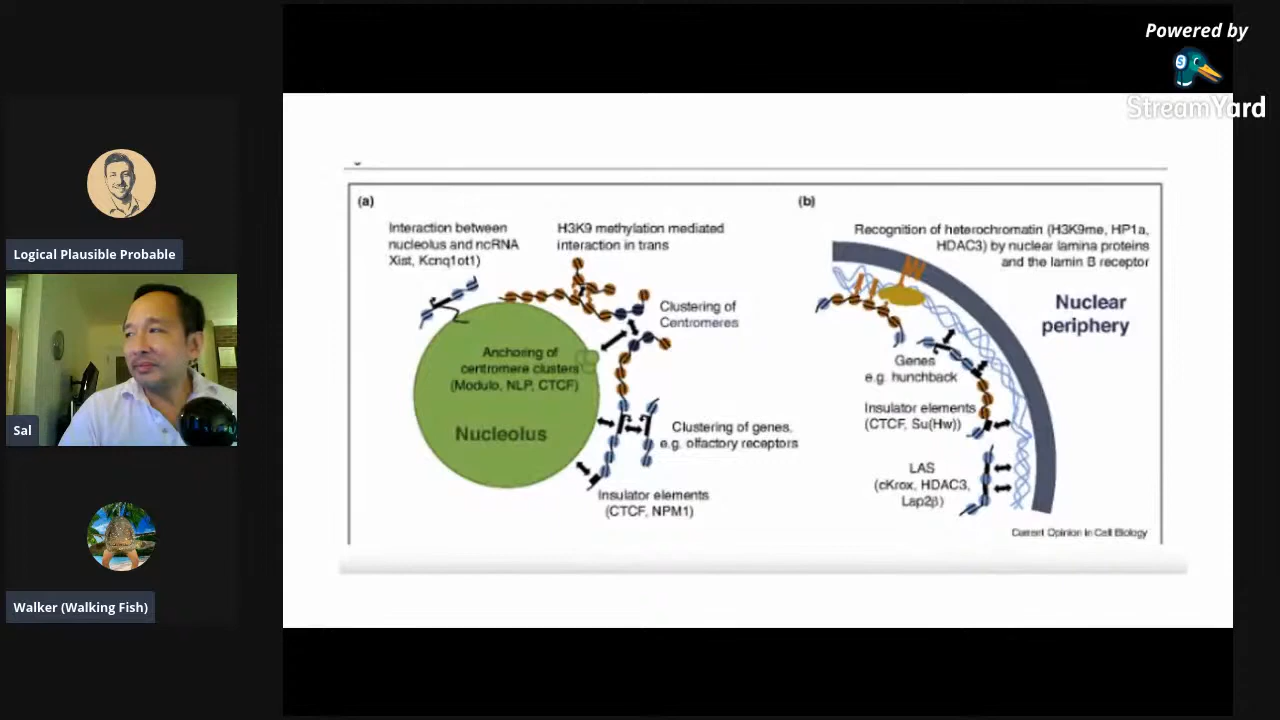 Powered by
StreamYard
Logical Plausible Probable
Sal
Walker (Walking Fish)
(a)
Interaction between
nucleolus and ncRNA
Xist, Kcnq1ot1)
H3K9 methylation mediated
interaction in trans
Clustering of
Centromeres
Anchoring of
centromere clusters
(Modulo, NLP, CTCF)
Nucleolus
Clustering of genes,
e.g. olfactory receptors
Insulator elements
(CTCF, NPM1)
(b)
Recognition of heterochromatin (H3K9me, HP1a,
HDAC3) by nuclear lamina proteins
and the lamin B receptor
Nuclear
periphery
Genes
e.g. hunchback
Insulator elements
(CTCF, Su(Hw))
LAS
(cKrox, HDAC3,
Lap2β)
Current Opinion in Cell Biology